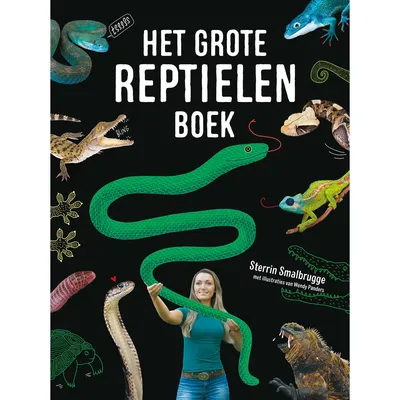 HET GROTE
REPTIELEN
BOEK
Sterrin Smalbrugge
met illustraties van Wendy Panders